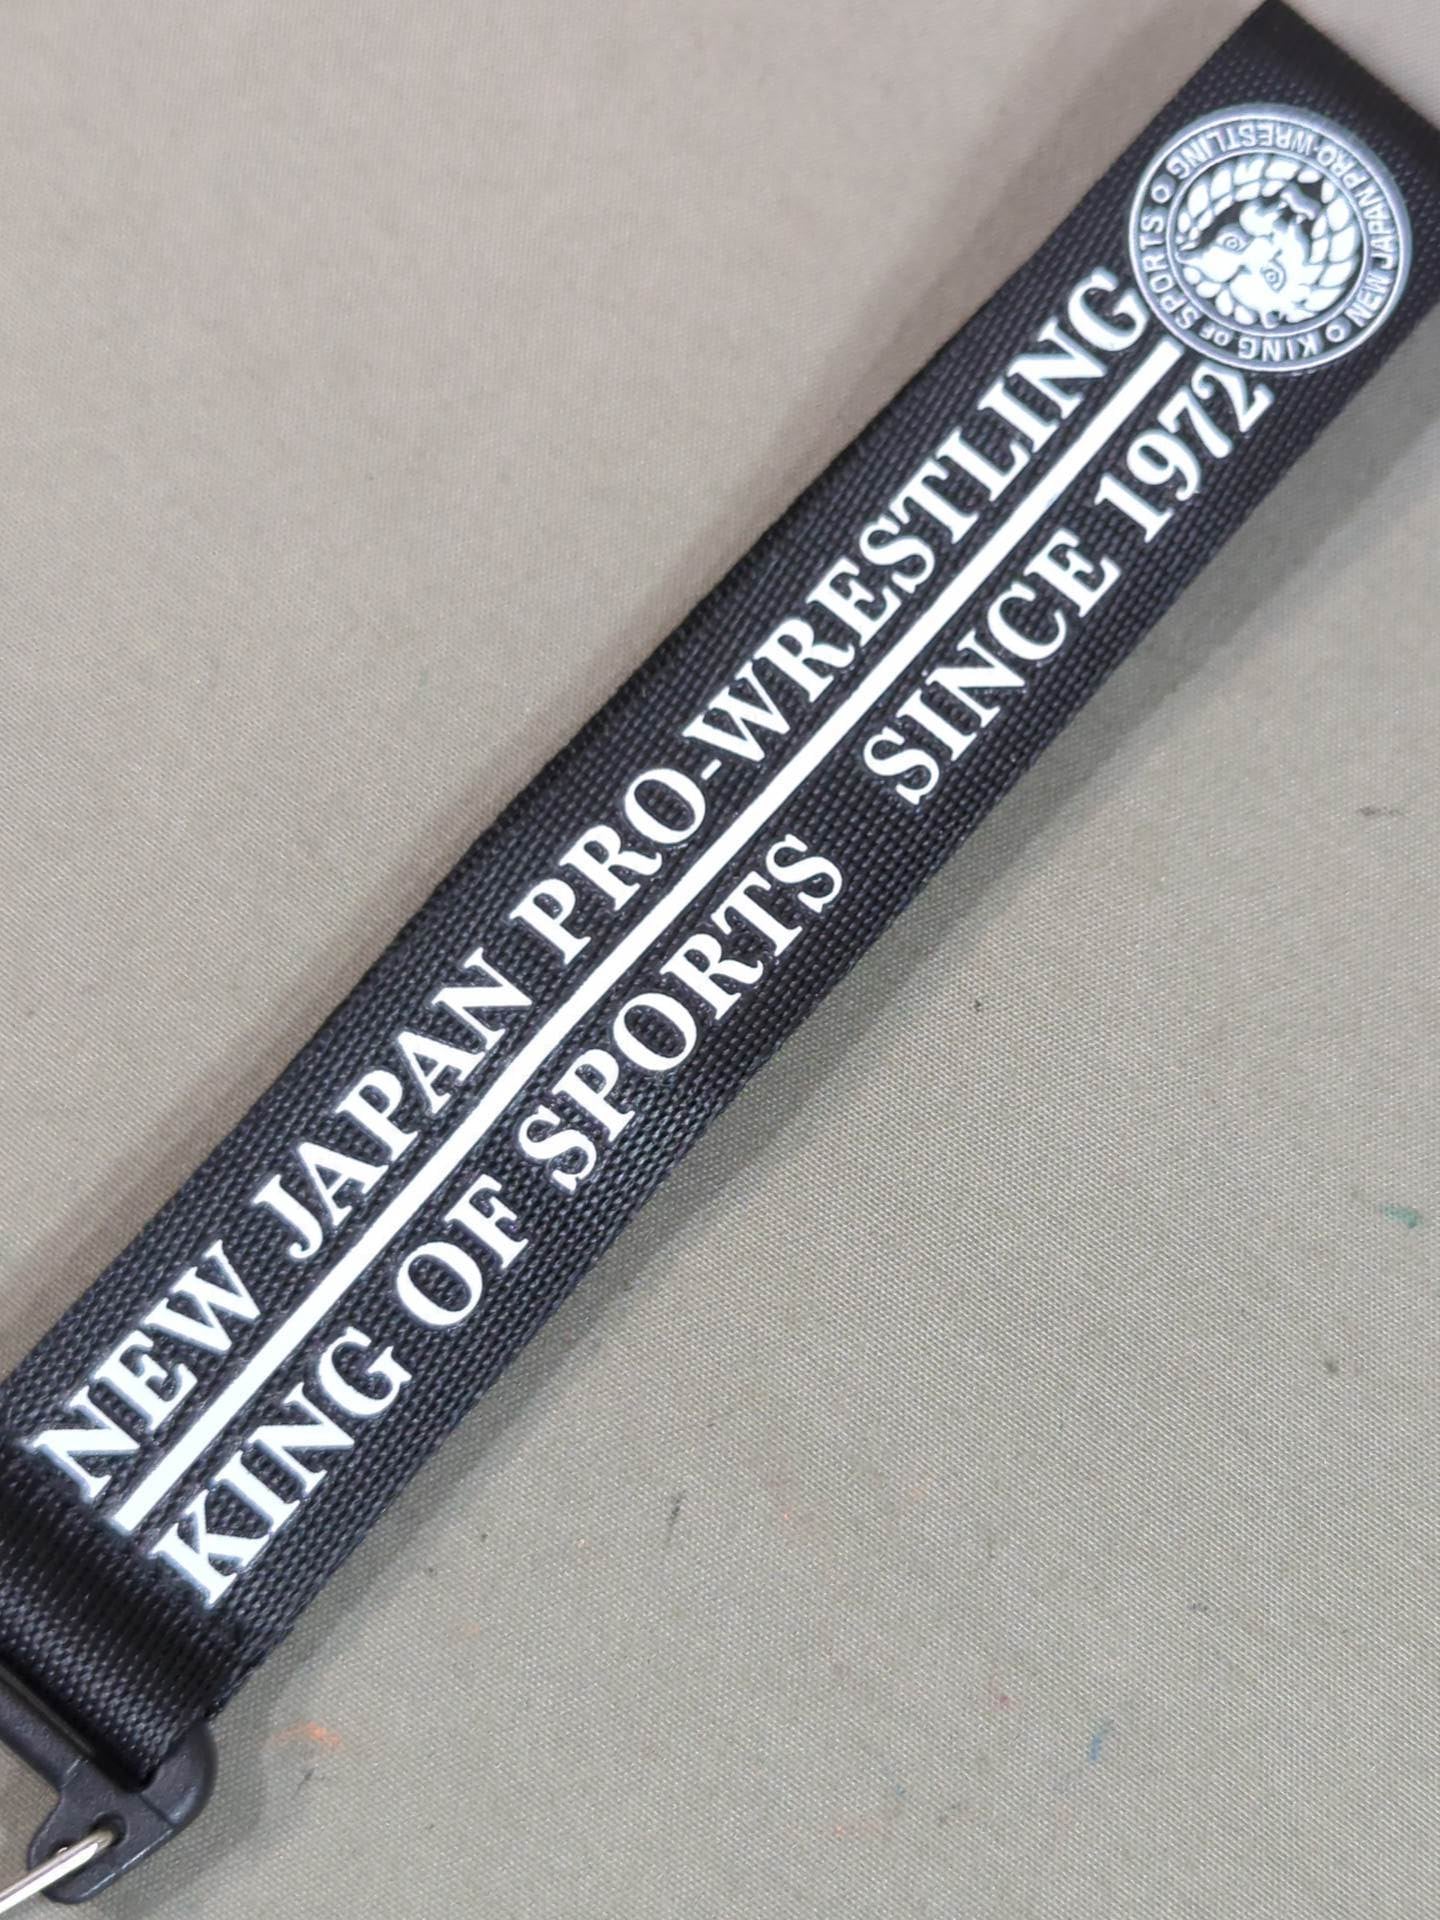 NEW JAPAN PRO-WRESTLING
KING OF SPORTS SINCE 1972
NEW JAPAN PRO-WRESTLING
KING OF SPORTS